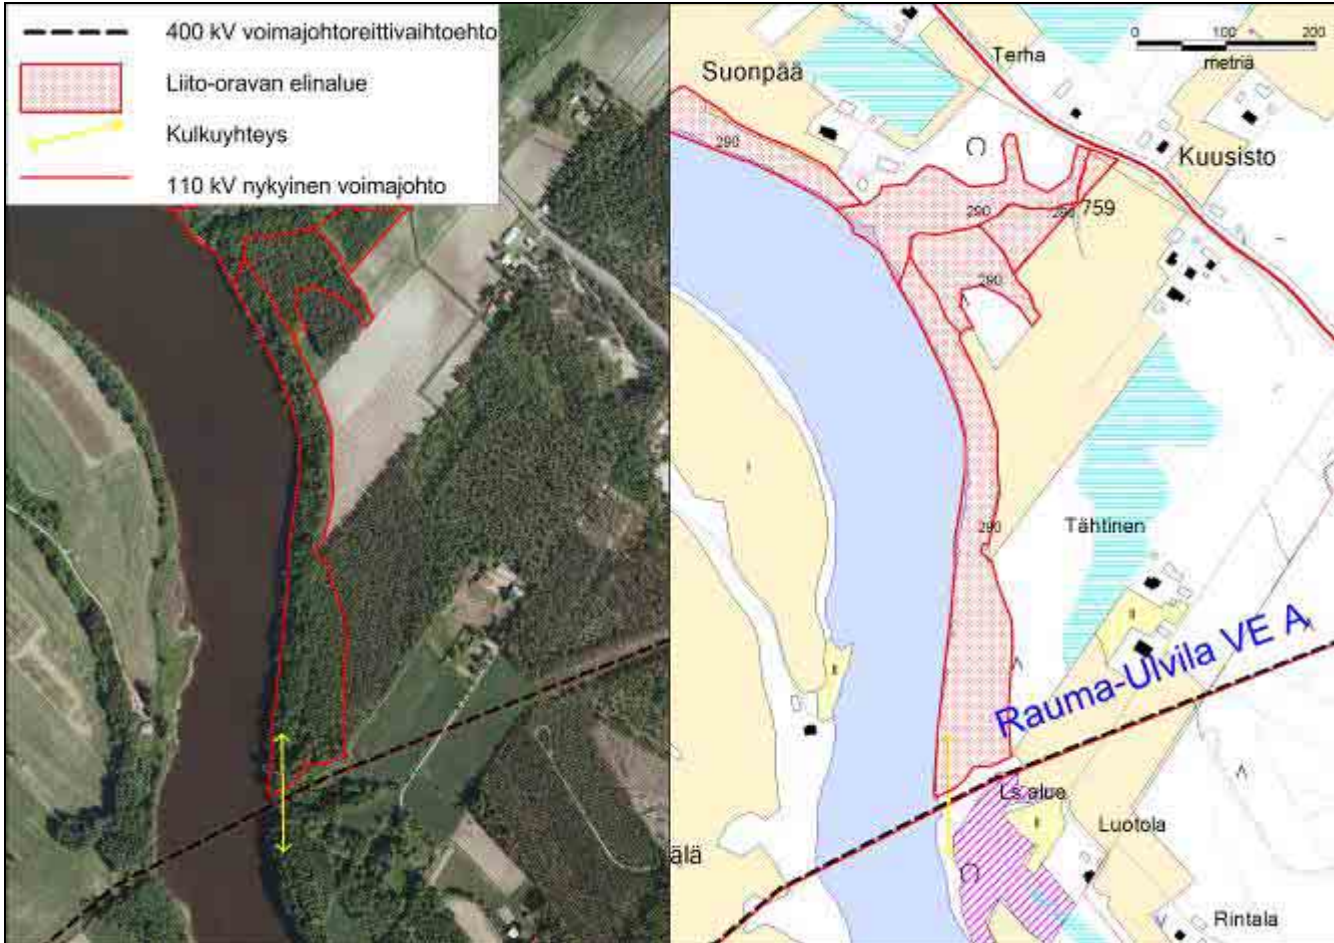 400 kV voimajohtoreittivaihtoehto
Liito-oravan elinalue
Kulkuyhteys
110 kV nykyinen voimajohto
0 100 200
metriä
Terha
Suonpää
Kuusisto
290
290
290
759
290
290
Tähtinen
Rauma-Ulvila VE A
Ls alue
Luotola
älä
Rintala